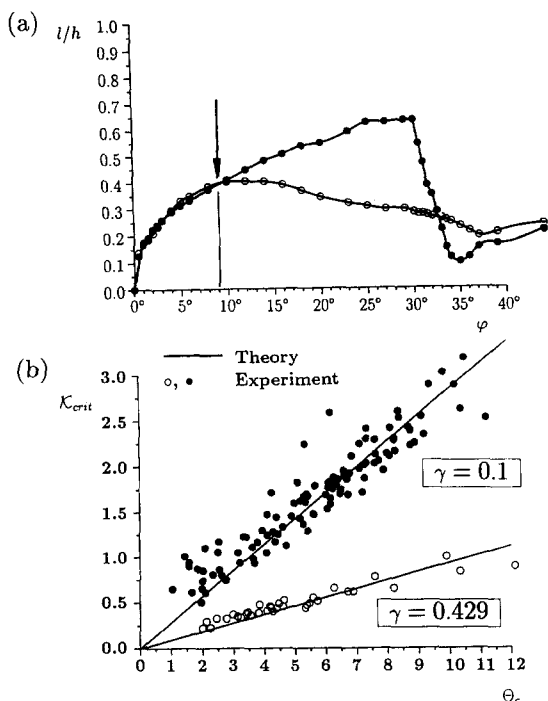 (a)
l/h
1.0
0.9
0.8
0.7
0.6
0.5
0.4
0.3
0.2
0.1
0.0
0° 5° 10° 15° 20° 25° 30° 35° 40°
φ
(b)
𝒦crit
— Theory
○, ● Experiment
3.0
2.5
2.0
1.5
1.0
0.5
0.0
γ = 0.1
γ = 0.429
0 1 2 3 4 5 6 7 8 9 10 11 12